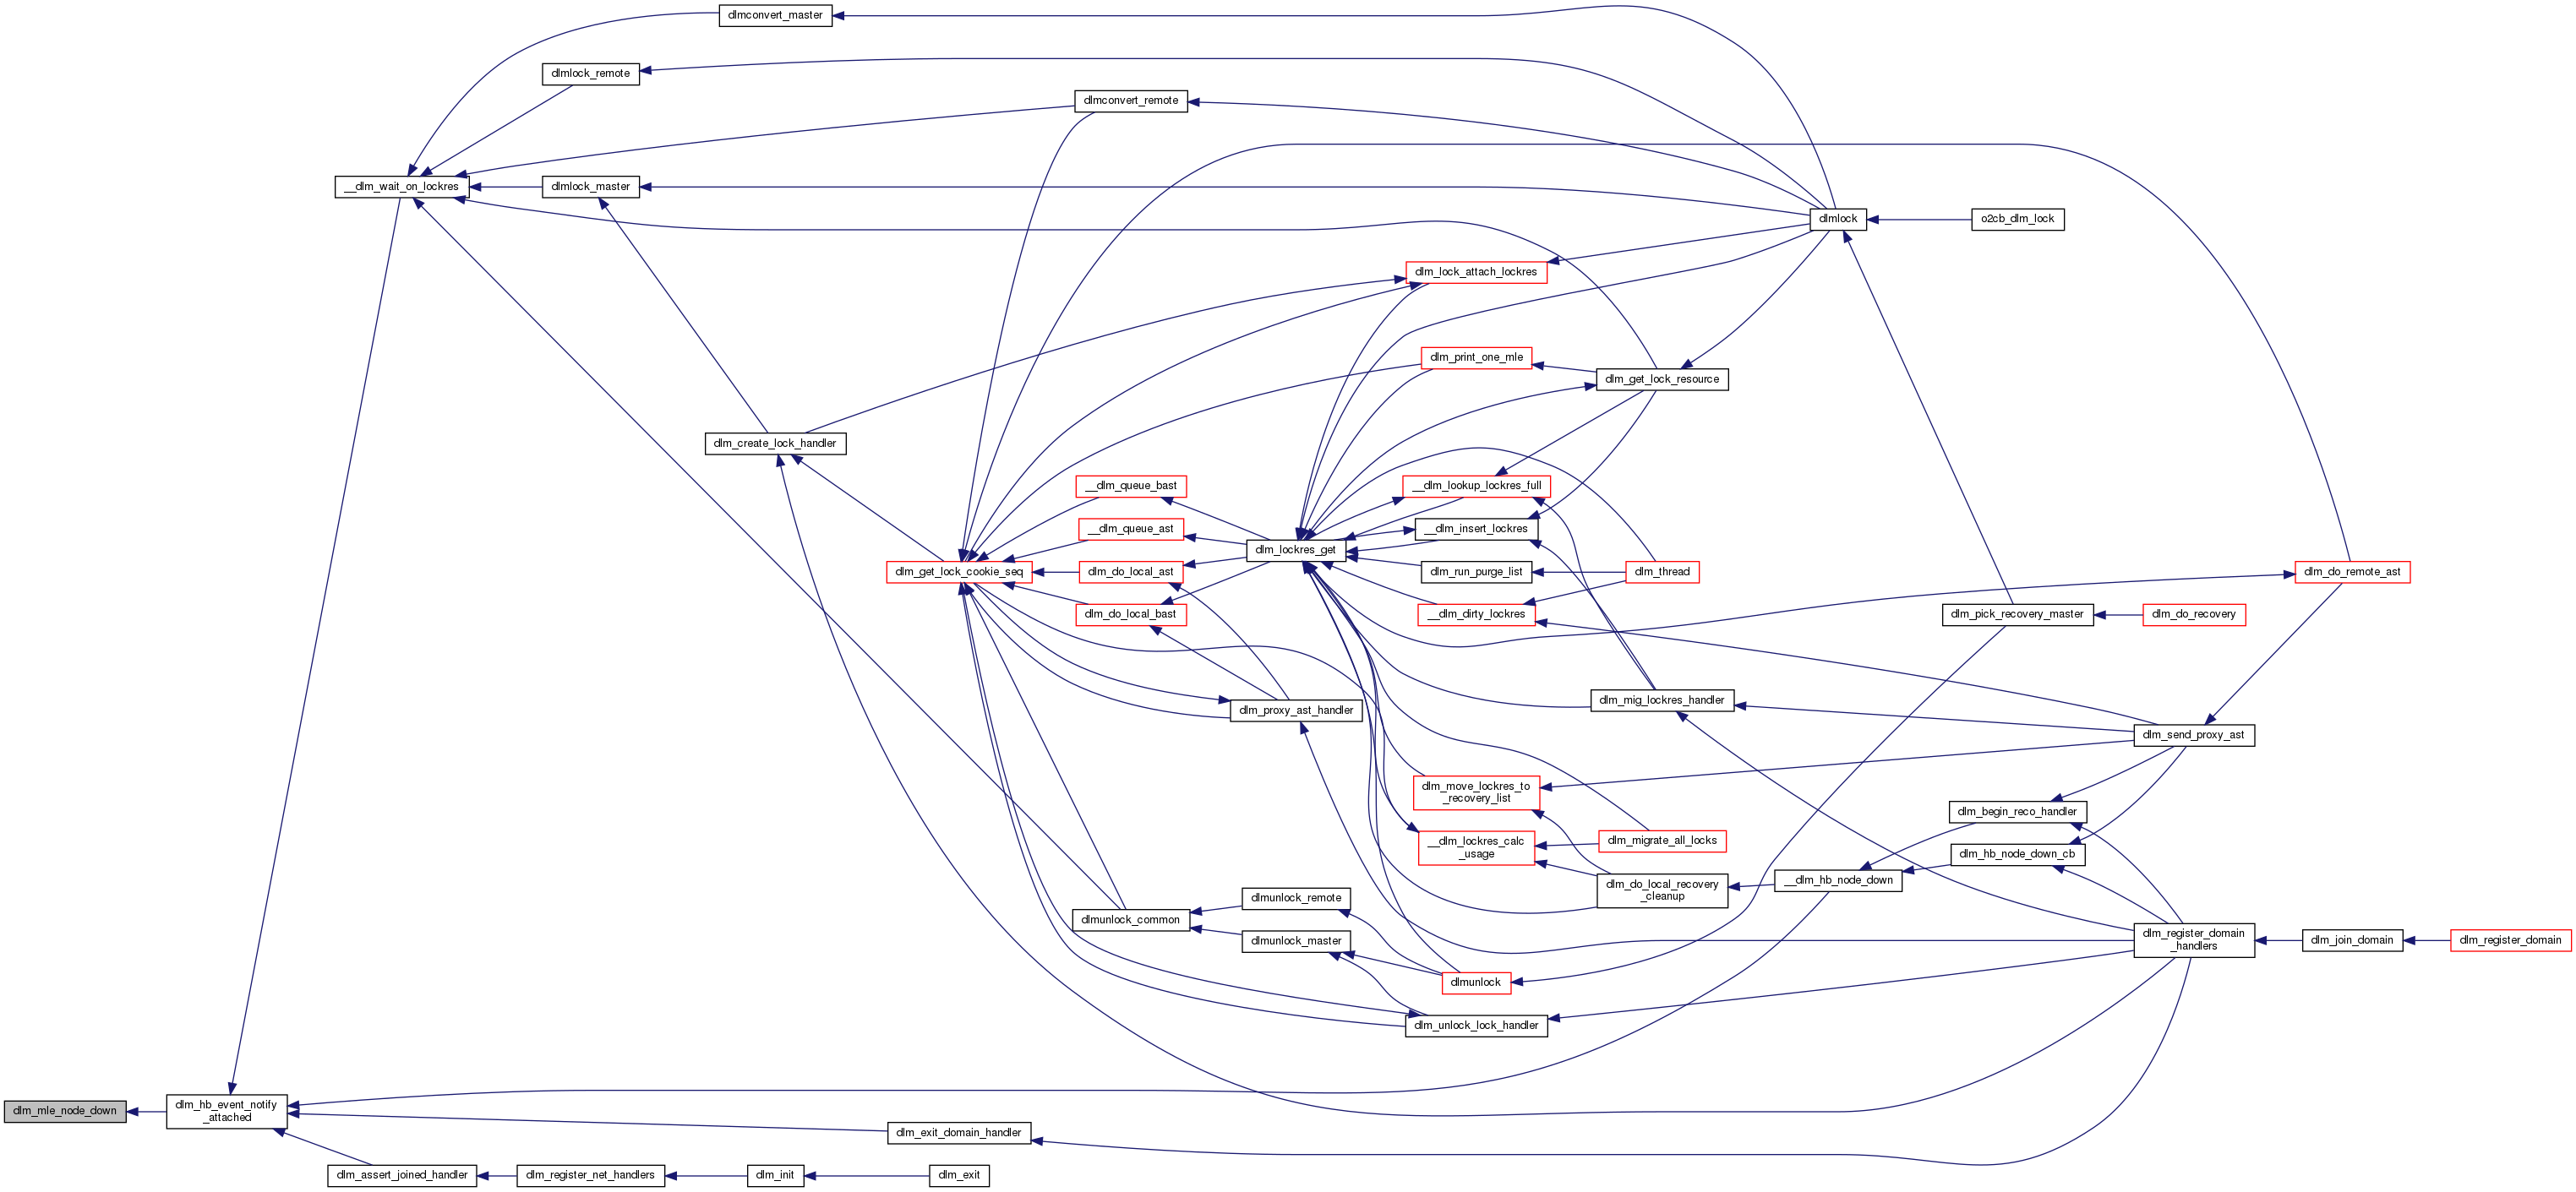 dlmconvert_master
dlmlock_remote
dlmconvert_remote
__dlm_wait_on_lockres
dlmlock_master
dlmlock
o2cb_dlm_lock
dlm_lock_attach_lockres
dlm_print_one_mle
dlm_get_lock_resource
dlm_create_lock_handler
__dlm_queue_bast
__dlm_lookup_lockres_full
__dlm_queue_ast
__dlm_insert_lockres
dlm_lockres_get
dlm_get_lock_cookie_seq
dlm_do_local_ast
dlm_run_purge_list
dlm_thread
dlm_do_remote_ast
dlm_do_local_bast
__dlm_dirty_lockres
dlm_pick_recovery_master
dlm_do_recovery
dlm_proxy_ast_handler
dlm_mig_lockres_handler
dlm_send_proxy_ast
dlm_move_lockres_to
_recovery_list
dlm_begin_reco_handler
__dlm_lockres_calc
_usage
dlm_migrate_all_locks
dlm_hb_node_down_cb
dlm_do_local_recovery
_cleanup
__dlm_hb_node_down
dlmunlock_remote
dlmunlock_common
dlmunlock_master
dlm_register_domain
_handlers
dlm_join_domain
dlm_register_domain
dlmunlock
dlm_unlock_lock_handler
dlm_mle_node_down
dlm_hb_event_notify
_attached
dlm_exit_domain_handler
dlm_assert_joined_handler
dlm_register_net_handlers
dlm_init
dlm_exit